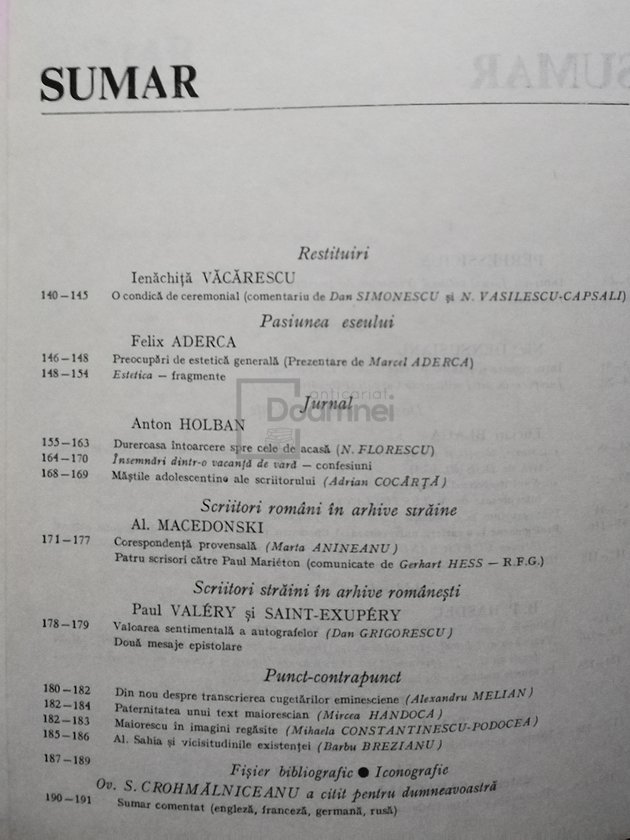 SUMAR
Restituiri
Ienăchiță VĂCĂRESCU
140-145 O condică de ceremonial (comentariu de Dan SIMONESCU și N. VASILESCU-CAPSALI)
Pasiunea eseului
Felix ADERCA
146-148 Preocupări de estetică generală (Prezentare de Marcel ADERCA)
148-154 Estetica — fragmente
anticariat
Doamnei
Jurnal
Anton HOLBAN
155-163 Dureroasa întoarcere spre cele de acasă (N. FLORESCU)
164-170 Însemnări dintr-o vacanță de vară — confesiuni
168-169 Măștile adolescentine ale scriitorului (Adrian COCÂRȚĂ)
Scriitori români în arhive străine
Al. MACEDONSKI
171-177 Corespondență provensală (Marta ANINEANU)
Patru scrisori către Paul Mariéton (comunicate de Gerhart HESS — R.F.G.)
Scriitori străini în arhive românești
Paul VALÉRY și SAINT-EXUPÉRY
178-179 Valoarea sentimentală a autografelor (Dan GRIGORESCU)
Două mesaje epistolare
Punct-contrapunct
180-182 Din nou despre transcrierea cugetărilor eminesciene (Alexandru MELIAN)
182-184 Paternitatea unui text maiorescian (Mircea HANDOCA)
182-183 Maiorescu în imagini regăsite (Mihaela CONSTANTINESCU-PODOCEA)
185-186 Al. Sahia și vicisitudinile existenței (Barbu BREZIANU)
187-189 Fișier bibliografic ● Iconografie
Ov. S. CROHMĂLNICEANU a citit pentru dumneavoastră
190-191 Sumar comentat (engleză, franceză, germană, rusă)